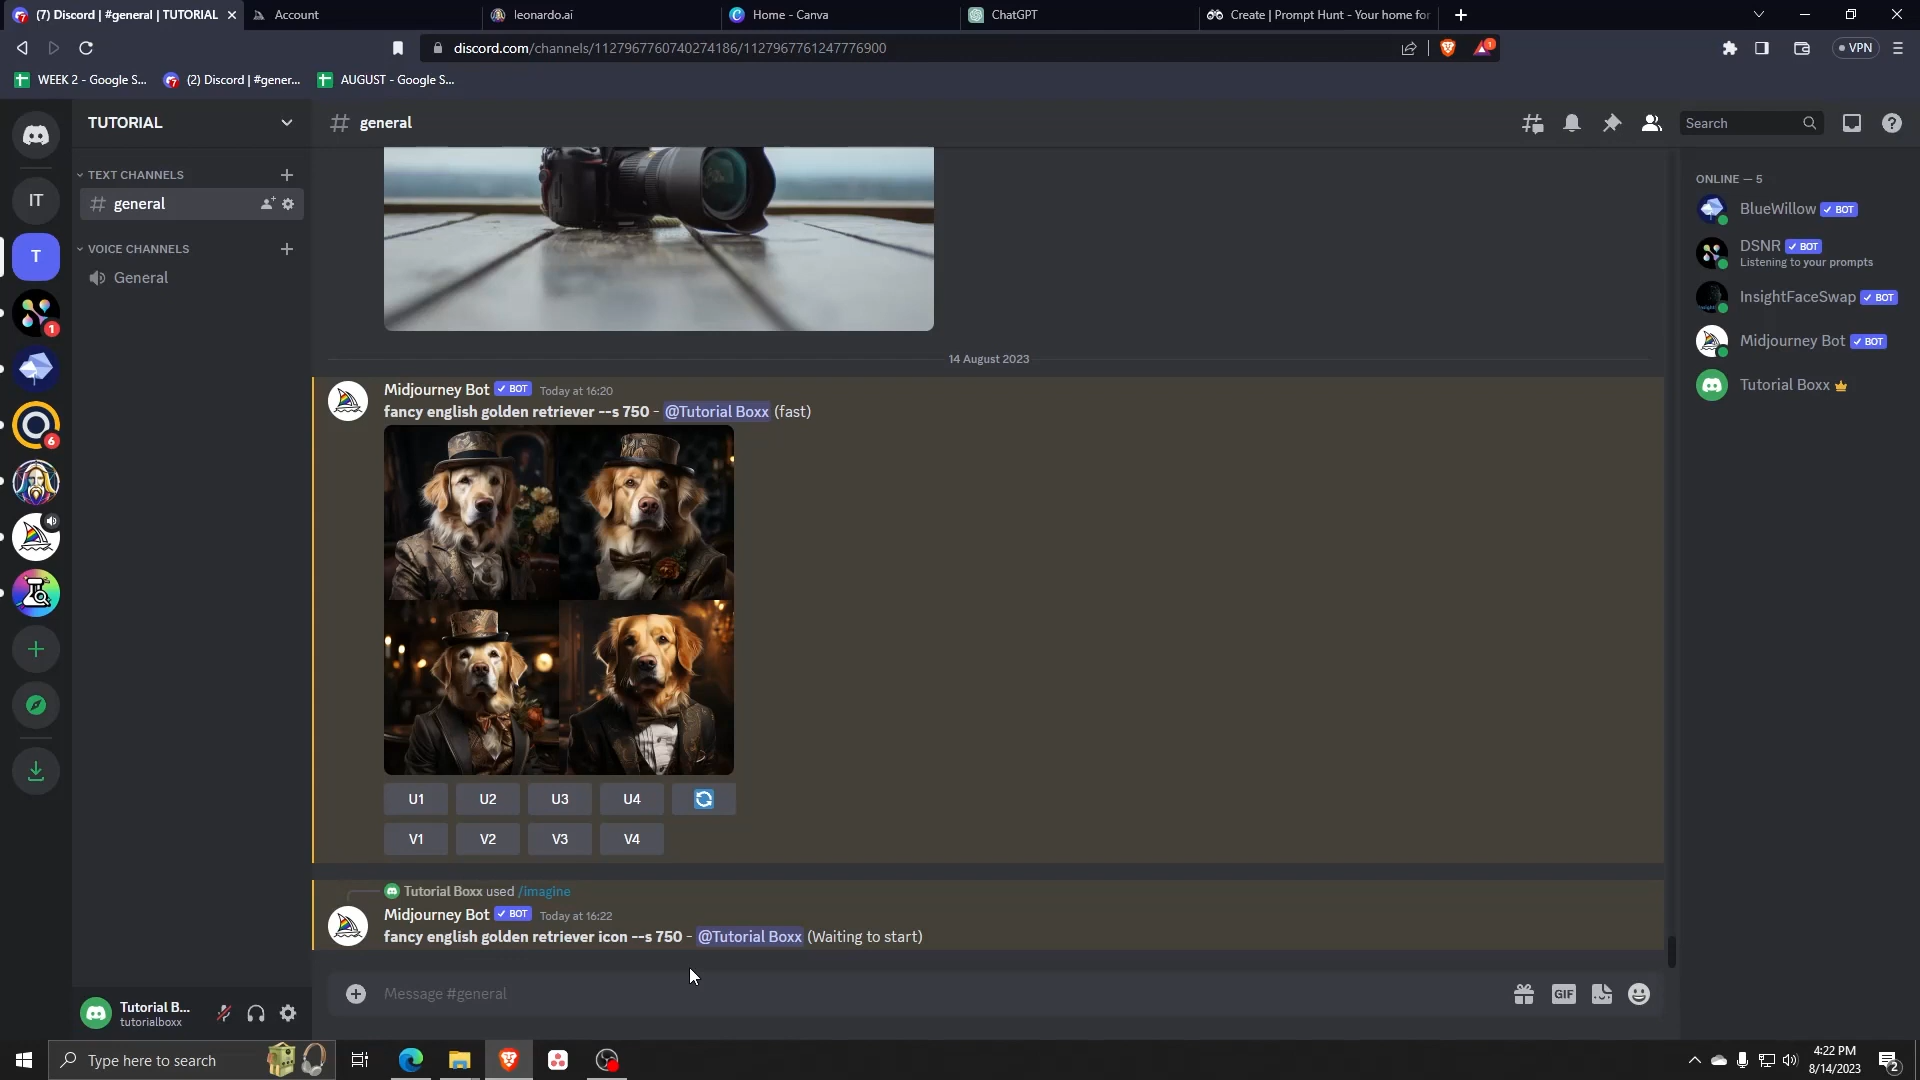 (7) Discord | #general | TUTORIAL
Account
leonardo.ai
Home - Canva
ChatGPT
Create | Prompt Hunt - Your home for
discord.com/channels/1127967760740274186/1127967761247776900
1
VPN
WEEK 2 - Google S...
(2) Discord | #gener...
AUGUST - Google S...
TUTORIAL
general
Search
TEXT CHANNELS
general
VOICE CHANNELS
General
IT
T
1
6
14 August 2023
Midjourney Bot BOT Today at 16:20
fancy english golden retriever --s 750 - @Tutorial Boxx (fast)
U1 U2 U3 U4
V1 V2 V3 V4
Tutorial Boxx used /imagine
Midjourney Bot BOT Today at 16:22
fancy english golden retriever icon --s 750 - @Tutorial Boxx (Waiting to start)
Message #general
GIF
ONLINE — 5
BlueWillow BOT
DSNR BOT
Listening to your prompts
InsightFaceSwap BOT
Midjourney Bot BOT
Tutorial Boxx
Tutorial B...
tutorialboxx
Type here to search
4:22 PM
8/14/2023
2